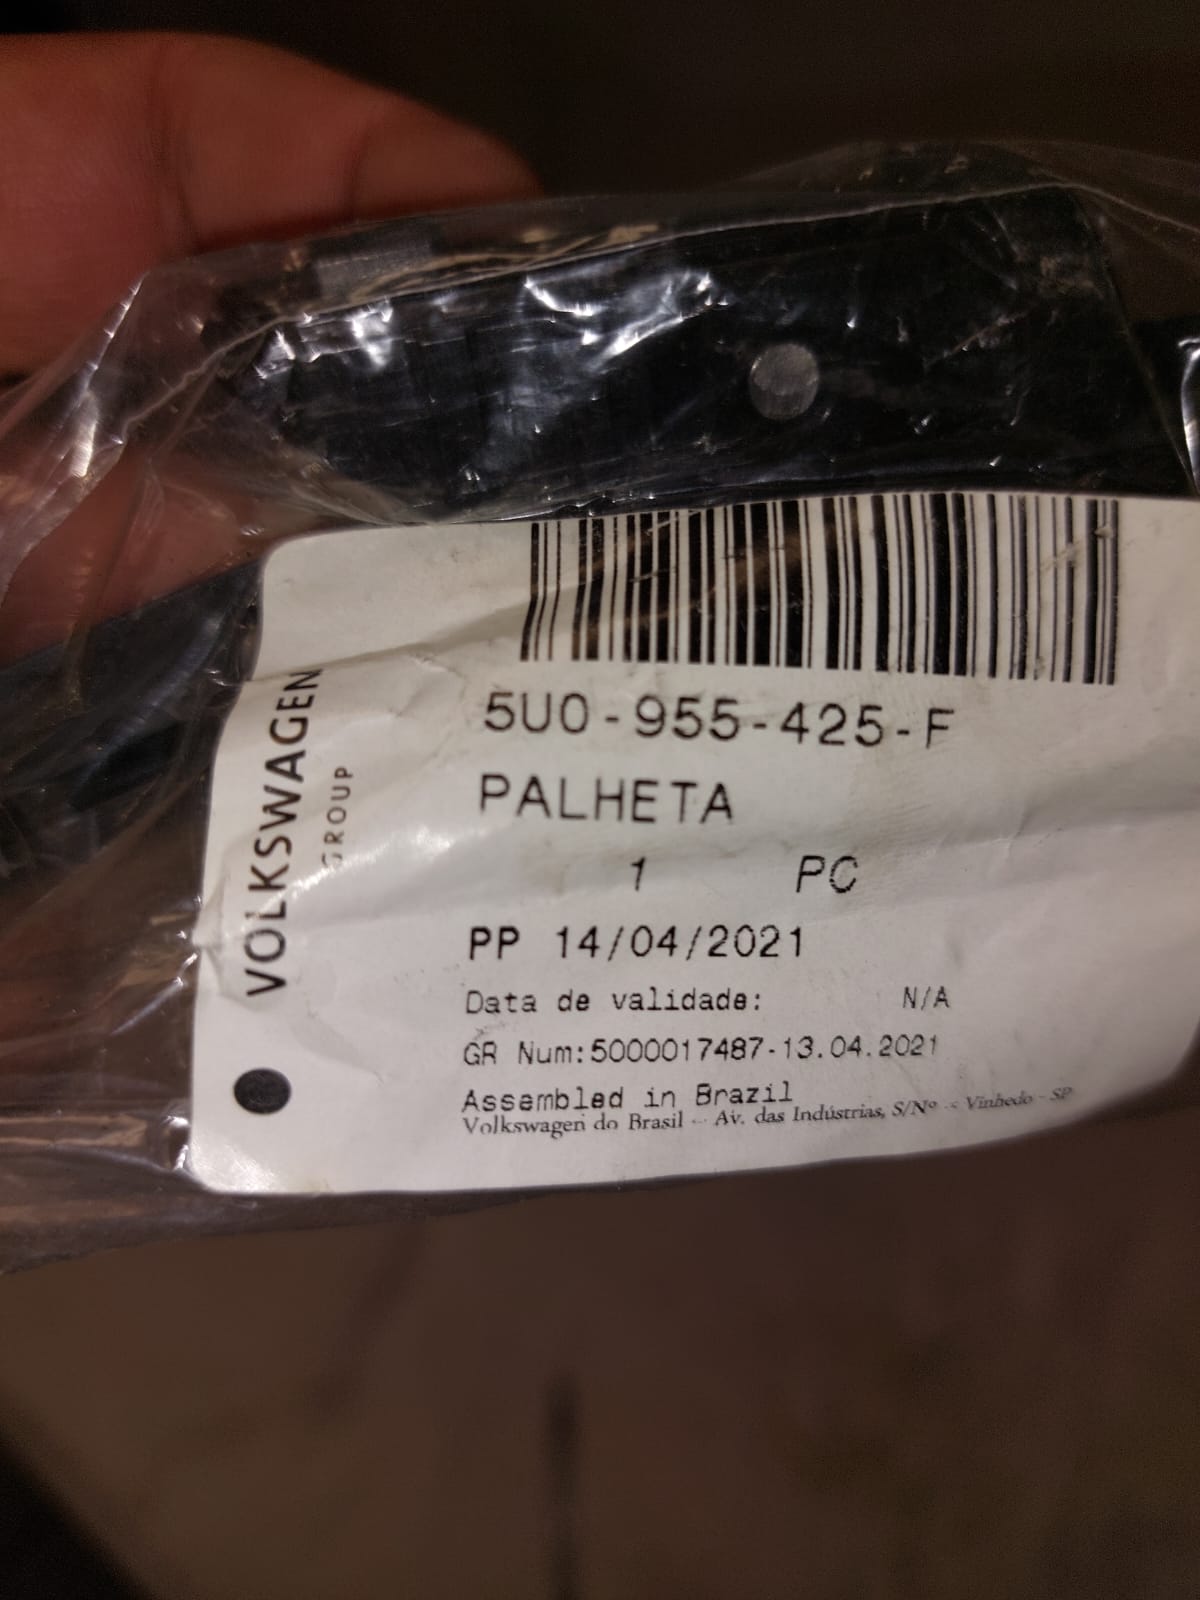 5U0-955-425-F
PALHETA
1 PC
PP 14/04/2021
Data de validade: N/A
GR Num:5000017487-13.04.2021
Assembled in Brazil
Volkswagen do Brasil - Av. das Indústrias, S/Nº - Vinhedo - SP
VOLKSWAGEN
GROUP